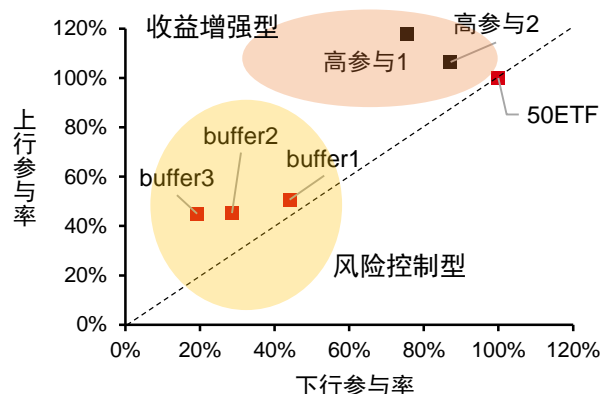 收益增强型
高参与2
高参与1
50ETF
buffer2
buffer1
buffer3
风险控制型
上行参与率
120%
100%
80%
60%
40%
20%
0%
0%
20%
40%
60%
80%
100%
120%
下行参与率